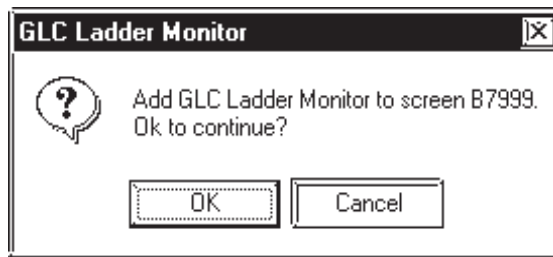 GLC Ladder Monitor
Add GLC Ladder Monitor to screen B7999.
Ok to continue?
OK
Cancel